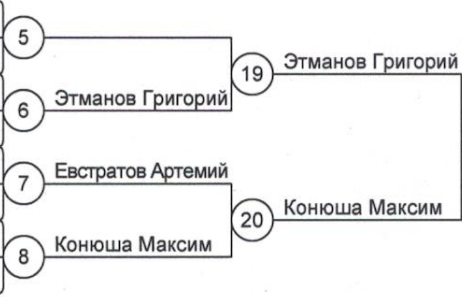 5
19
Этманов Григорий
6
Этманов Григорий
7
Евстратов Артемий
20
Конюша Максим
8
Конюша Максим